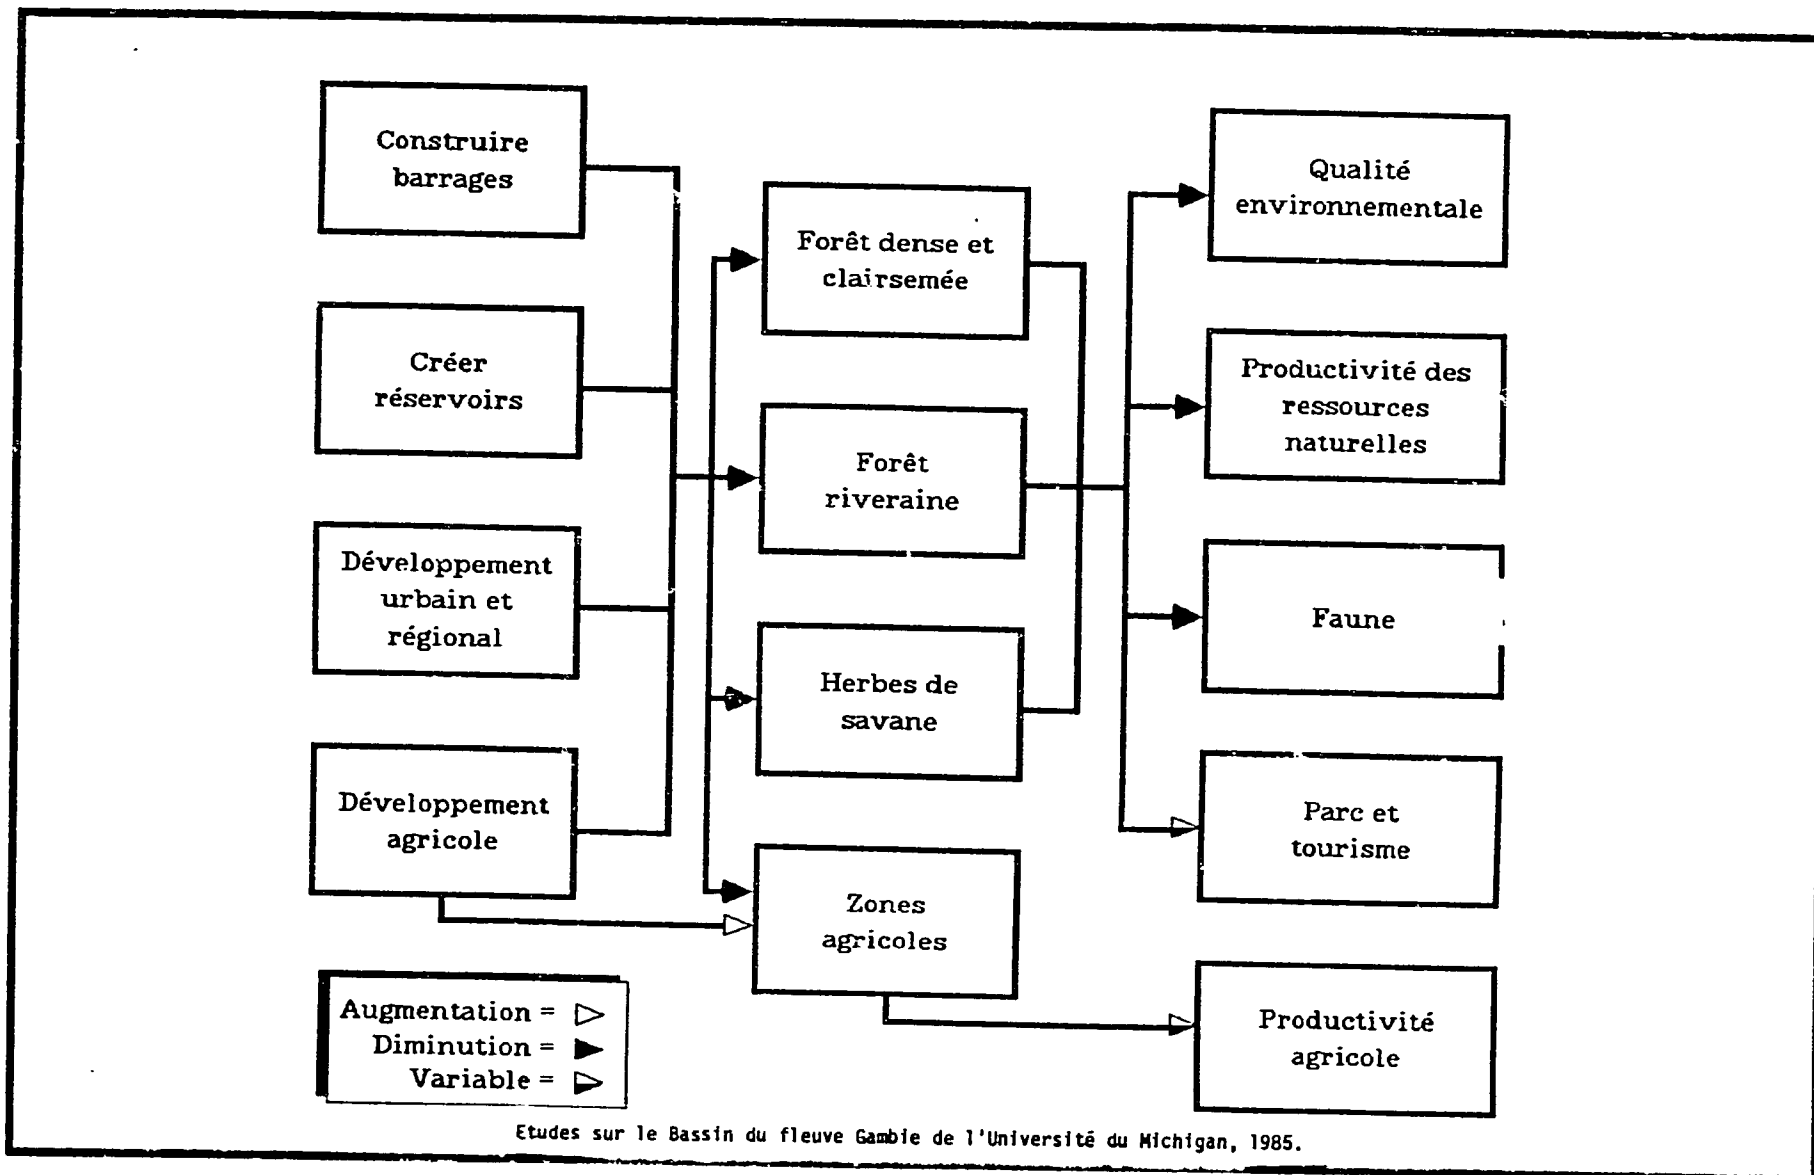 Construire
barrages
Créer
réservoirs
Développement
urbain et
régional
Développement
agricole
Forêt dense et
clairsemée
Forêt
riveraine
Herbes de
savane
Zones
agricoles
Qualité
environnementale
Productivité des
ressources
naturelles
Faune
Parc et
tourisme
Productivité
agricole
Augmentation =
Diminution =
Variable =
Etudes sur le Bassin du fleuve Gambie de l'Université du Michigan, 1985.